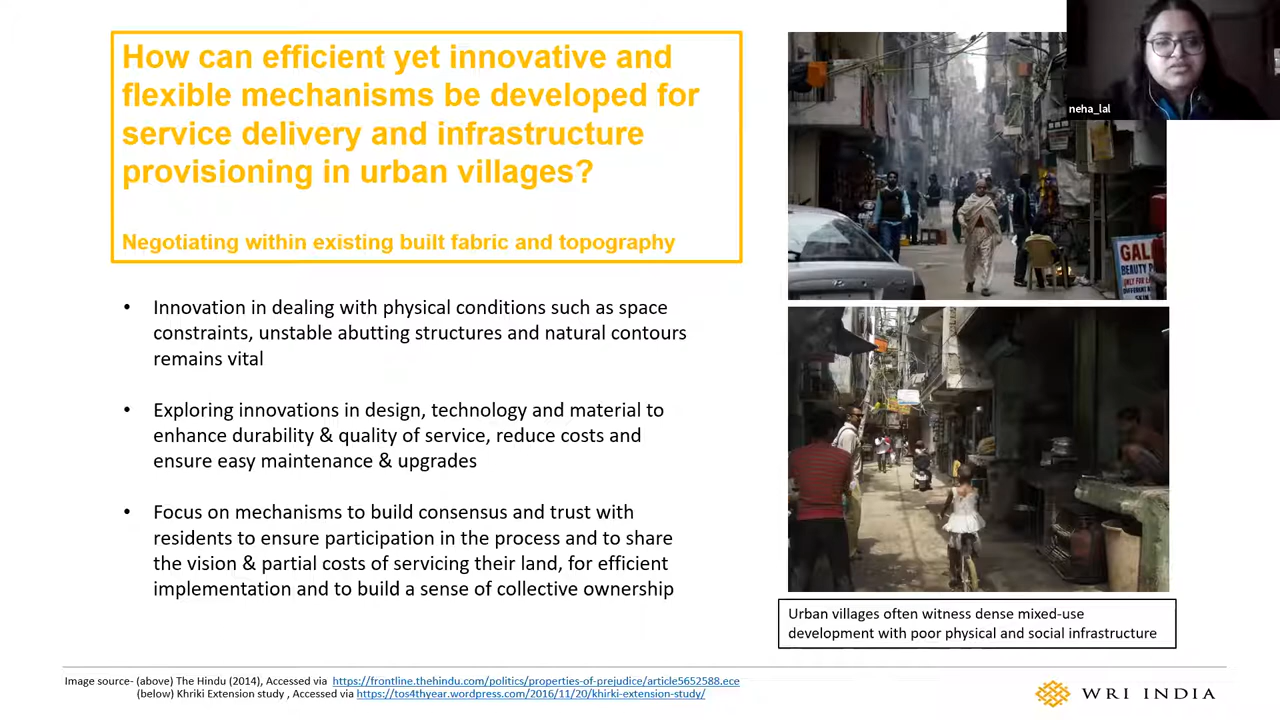 How can efficient yet innovative and
flexible mechanisms be developed for
service delivery and infrastructure
provisioning in urban villages?
Negotiating within existing built fabric and topography
• Innovation in dealing with physical conditions such as space
constraints, unstable abutting structures and natural contours
remains vital
• Exploring innovations in design, technology and material to
enhance durability & quality of service, reduce costs and
ensure easy maintenance & upgrades
• Focus on mechanisms to build consensus and trust with
residents to ensure participation in the process and to share
the vision & partial costs of servicing their land, for efficient
implementation and to build a sense of collective ownership
neha_lal
GAL
BEAUTY P
Urban villages often witness dense mixed-use
development with poor physical and social infrastructure
Image source- (above) The Hindu (2014), Accessed via https://frontline.thehindu.com/politics/properties-of-prejudice/article5652588.ece
(below) Khriki Extension study , Accessed via https://tos4thyear.wordpress.com/2016/11/20/khirki-extension-study/
WRI INDIA